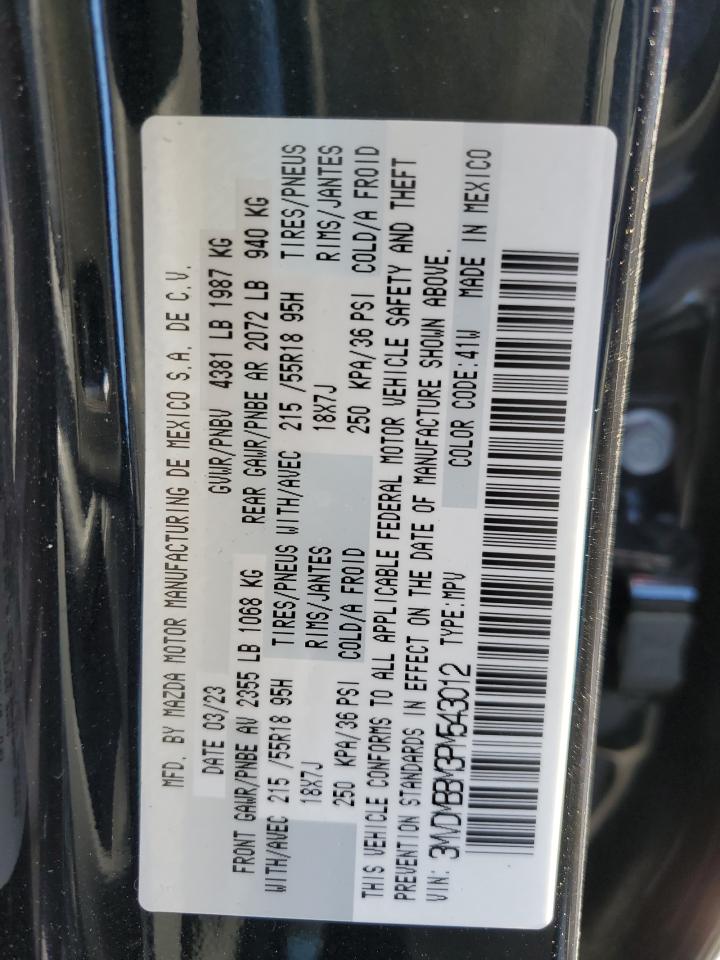 MFD. BY MAZDA MOTOR MANUFACTURING DE MEXICO S.A. DE C.V.
DATE 03/23 GVWR/PNBV 4381 LB 1987 KG
FRONT GAWR/PNBE AV 2355 LB 1068 KG REAR GAWR/PNBE AR 2072 LB 940 KG
WITH/AVEC 215 /55R18 95H TIRES/PNEUS WITH/AVEC 215 /55R18 95H TIRES/PNEUS
18X7J RIMS/JANTES 18X7J RIMS/JANTES
250 KPA/36 PSI COLD/A FROID 250 KPA/36 PSI COLD/A FROID
THIS VEHICLE CONFORMS TO ALL APPLICABLE FEDERAL MOTOR VEHICLE SAFETY AND THEFT
PREVENTION STANDARDS IN EFFECT ON THE DATE OF MANUFACTURE SHOWN ABOVE.
VIN: 3MVDMBBM3PM543012 TYPE:MPV COLOR CODE:41W MADE IN MEXICO